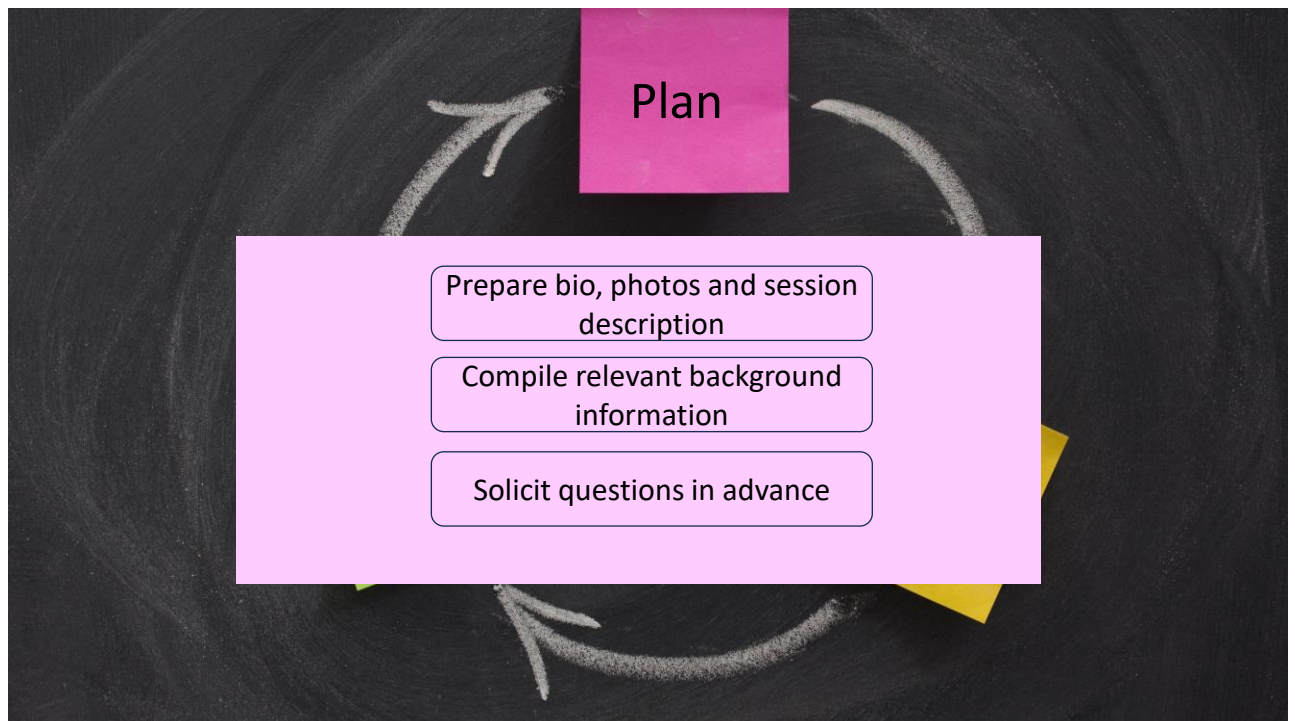 Plan
Prepare bio, photos and session
description
Compile relevant background
information
Solicit questions in advance